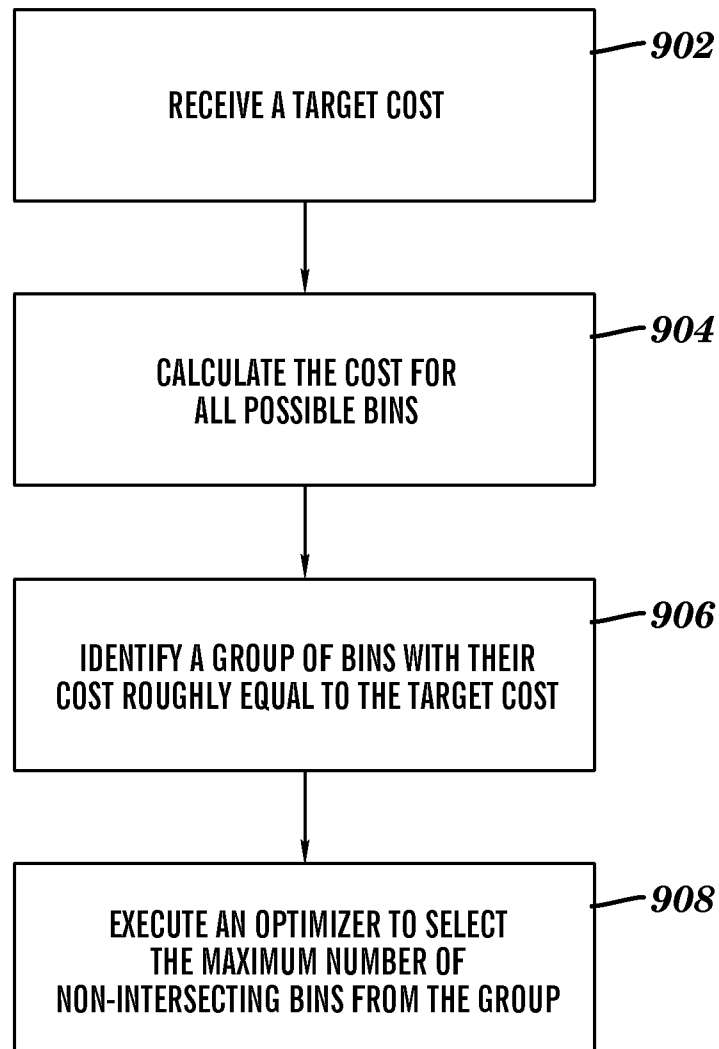 902
RECEIVE A TARGET COST
904
CALCULATE THE COST FOR
ALL POSSIBLE BINS
906
IDENTIFY A GROUP OF BINS WITH THEIR
COST ROUGHLY EQUAL TO THE TARGET COST
908
EXECUTE AN OPTIMIZER TO SELECT
THE MAXIMUM NUMBER OF
NON-INTERSECTING BINS FROM THE GROUP